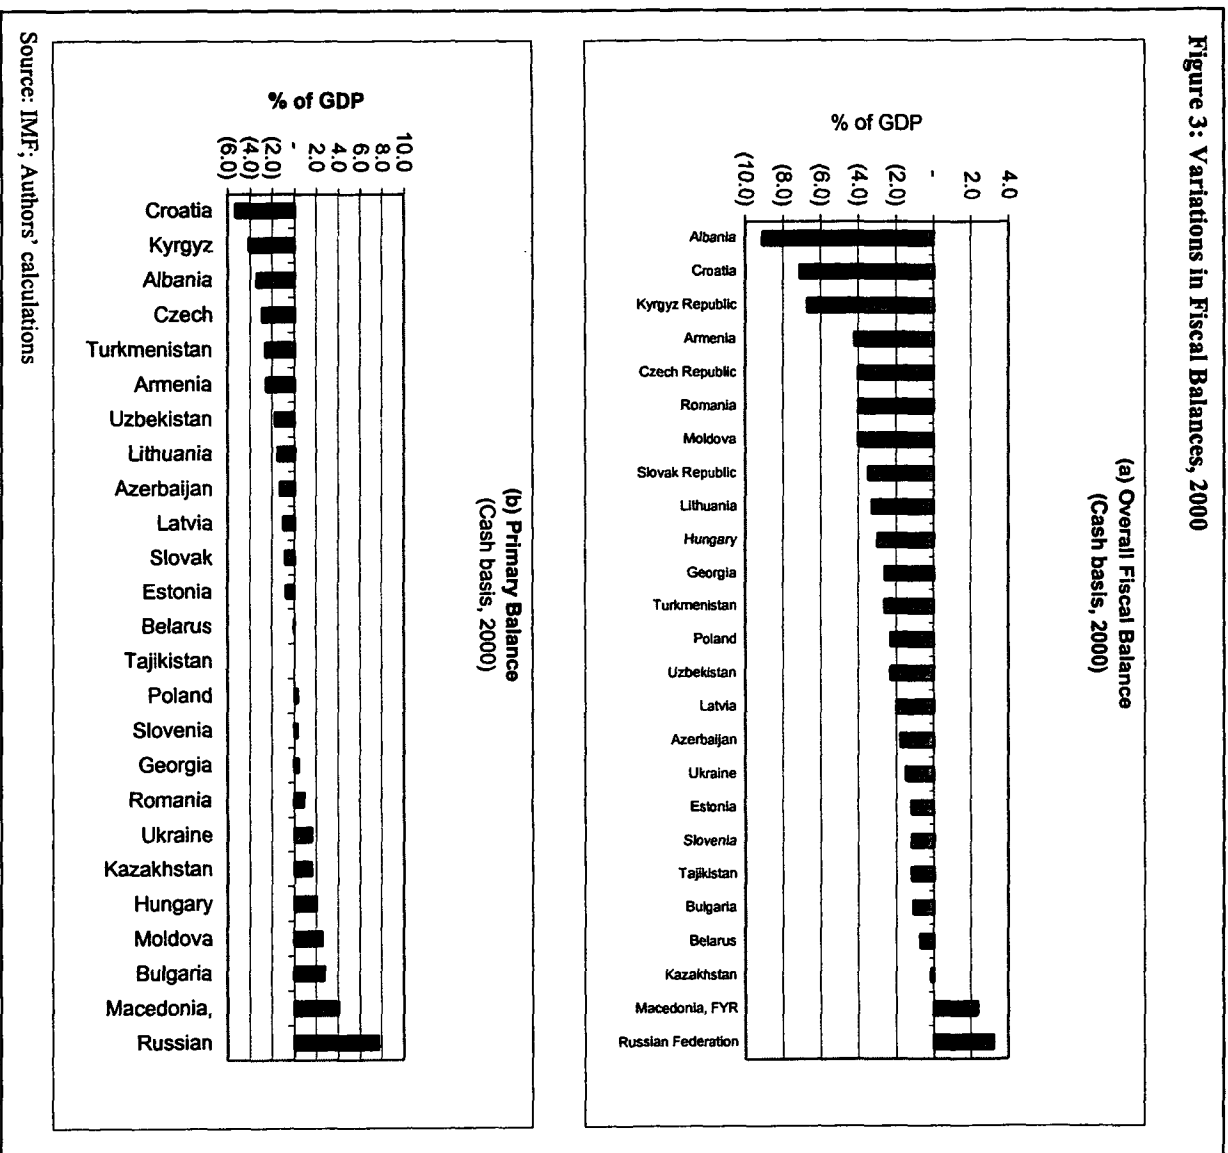 Figure 3: Variations in Fiscal Balances, 2000
(a) Overall Fiscal Balance
(Cash basis, 2000)
% of GDP
4.0
2.0
-
(2.0)
(4.0)
(6.0)
(8.0)
(10.0)
Albania
Croatia
Kyrgyz Republic
Armenia
Czech Republic
Romania
Moldova
Slovak Republic
Lithuania
Hungary
Georgia
Turkmenistan
Poland
Uzbekistan
Latvia
Azerbaijan
Ukraine
Estonia
Slovenia
Tajikistan
Bulgaria
Belarus
Kazakhstan
Macedonia, FYR
Russian Federation
(b) Primary Balance
(Cash basis, 2000)
% of GDP
10.0
8.0
6.0
4.0
2.0
-
(2.0)
(4.0)
(6.0)
Croatia
Kyrgyz
Albania
Czech
Turkmenistan
Armenia
Uzbekistan
Lithuania
Azerbaijan
Latvia
Slovak
Estonia
Belarus
Tajikistan
Poland
Slovenia
Georgia
Romania
Ukraine
Kazakhstan
Hungary
Moldova
Bulgaria
Macedonia,
Russian
Source: IMF; Authors' calculations